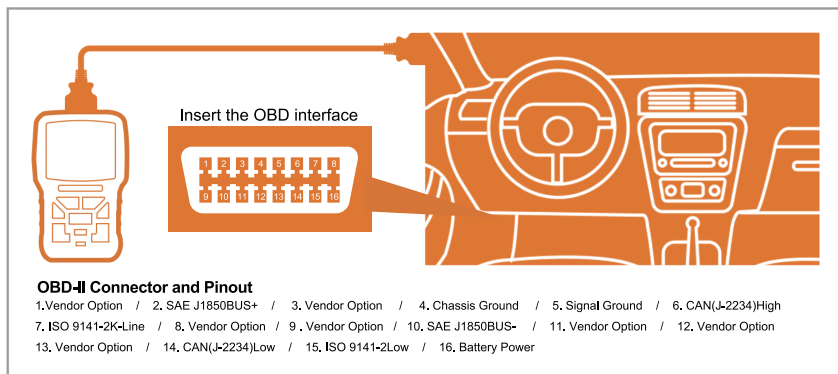 Insert the OBD interface
1 2 3 4 5 6 7 8
9 10 11 12 13 14 15 16
OBD-II Connector and Pinout
1.Vendor Option / 2. SAE J1850BUS+ / 3. Vendor Option / 4. Chassis Ground / 5. Signal Ground / 6. CAN(J-2234)High
7. ISO 9141-2K-Line / 8. Vendor Option / 9 . Vendor Option / 10. SAE J1850BUS- / 11. Vendor Option / 12. Vendor Option
13. Vendor Option / 14. CAN(J-2234)Low / 15. ISO 9141-2Low / 16. Battery Power